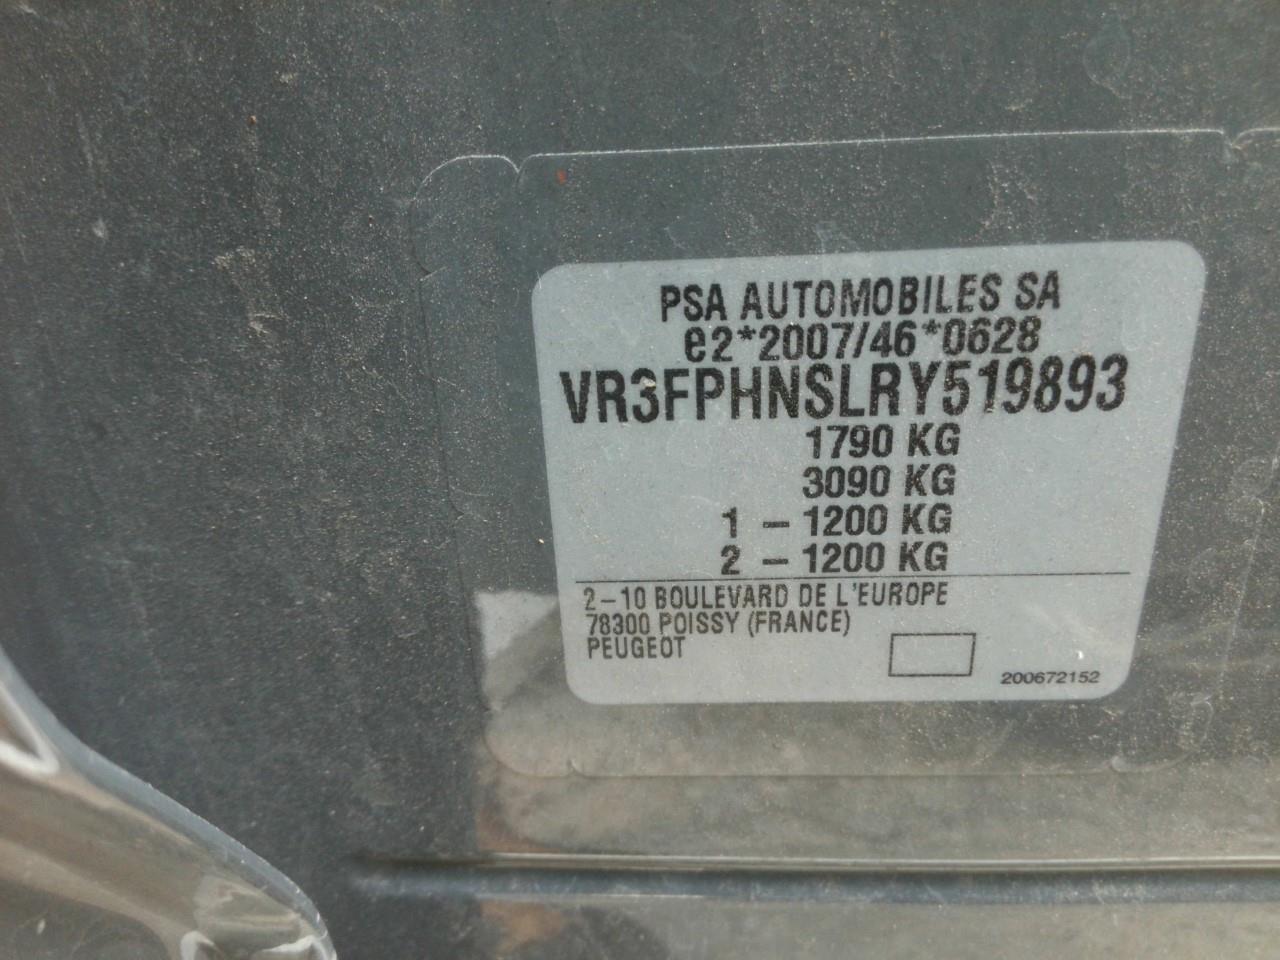 PSA AUTOMOBILES SA
e2*2007/46*0628
VR3FPHNSLRY519893
1790 KG
3090 KG
1 - 1200 KG
2 - 1200 KG
2-10 BOULEVARD DE L'EUROPE
78300 POISSY (FRANCE)
PEUGEOT
200672152